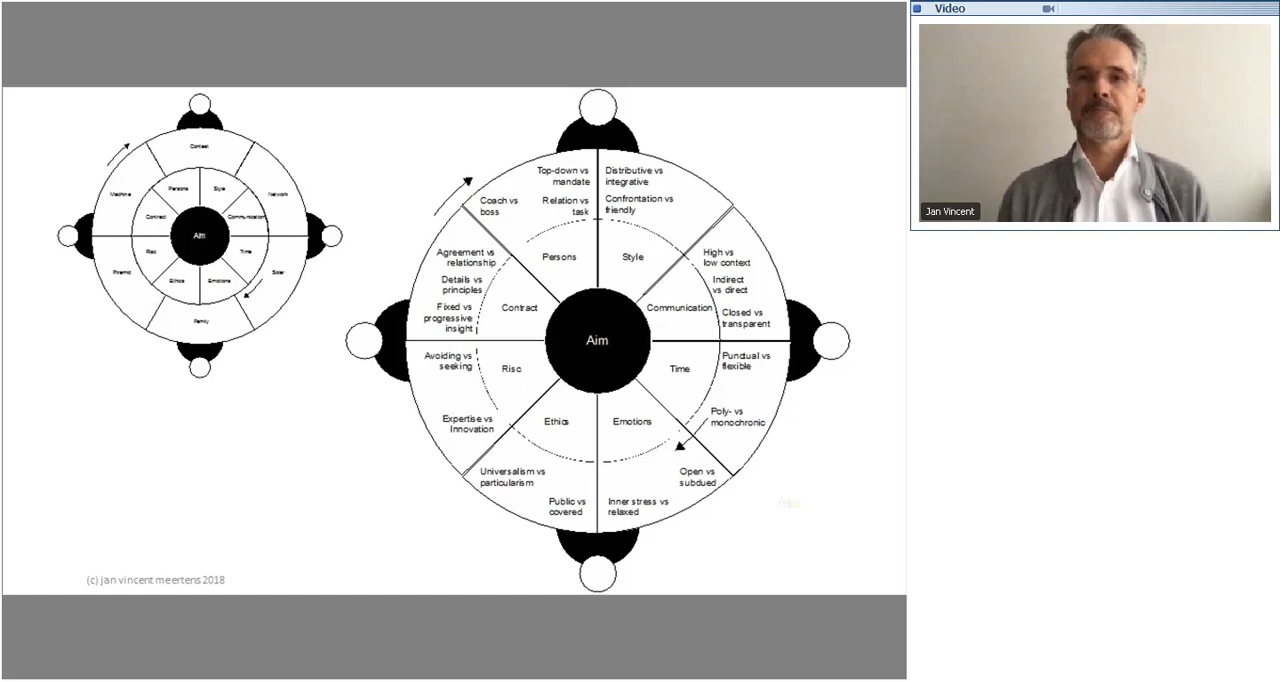 Video
Jan Vincent
Contest
Machine
Network
Persons
Style
Contract
Communication
Aim
Risc
Time
Piramid
Ethics
Emotions
Solar
Family
Top-down vs
mandate
Distributive vs
integrative
Coach vs
boss
Relation vs
task
Confrontation vs
friendly
Agreement vs
relationship
Persons
Style
High vs
low context
Details vs
principles
Indirect
vs direct
Fixed vs
progressive
insight
Contract
Communication
Closed vs
transparent
Aim
Avoiding vs
seeking
Risc
Time
Punctual vs
flexible
Expertise vs
Innovation
Ethics
Emotions
Poly- vs
monochronic
Universalism vs
particularism
Open vs
subdued
Public vs
covered
Inner stress vs
relaxed
(c) jan vincent meertens 2018